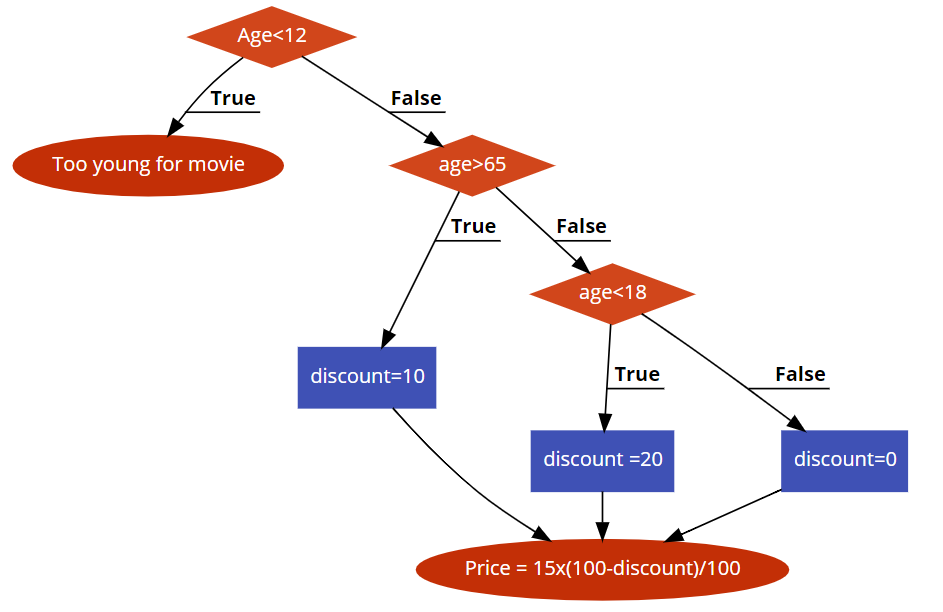 Age<12
True
False
Too young for movie
age>65
True
False
age<18
discount=10
True
False
discount =20
discount=0
Price = 15x(100-discount)/100